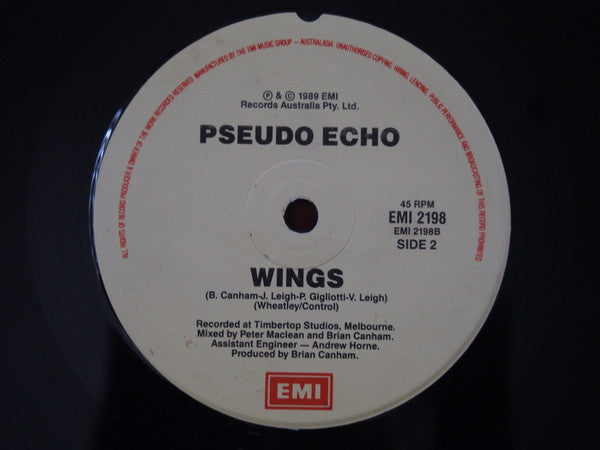 ALL RIGHTS OF RECORD PRODUCER & OWNER OF THE WORK RECORDED RESERVED. MANUFACTURED BY THE EMI MUSIC GROUP — AUSTRALASIA. UNAUTHORISED COPYING, HIRING, LENDING, PUBLIC PERFORMANCE AND BROADCASTING OF THIS RECORD PROHIBITED
Ⓟ & © 1989 EMI
Records Australia Pty. Ltd.
PSEUDO ECHO
45 RPM
EMI 2198
EMI 2198B
SIDE 2
WINGS
(B. Canham-J. Leigh-P. Gigliotti-V. Leigh)
(Wheatley/Control)
Recorded at Timbertop Studios, Melbourne.
Mixed by Peter Maclean and Brian Canham.
Assistant Engineer — Andrew Horne.
Produced by Brian Canham.
EMI